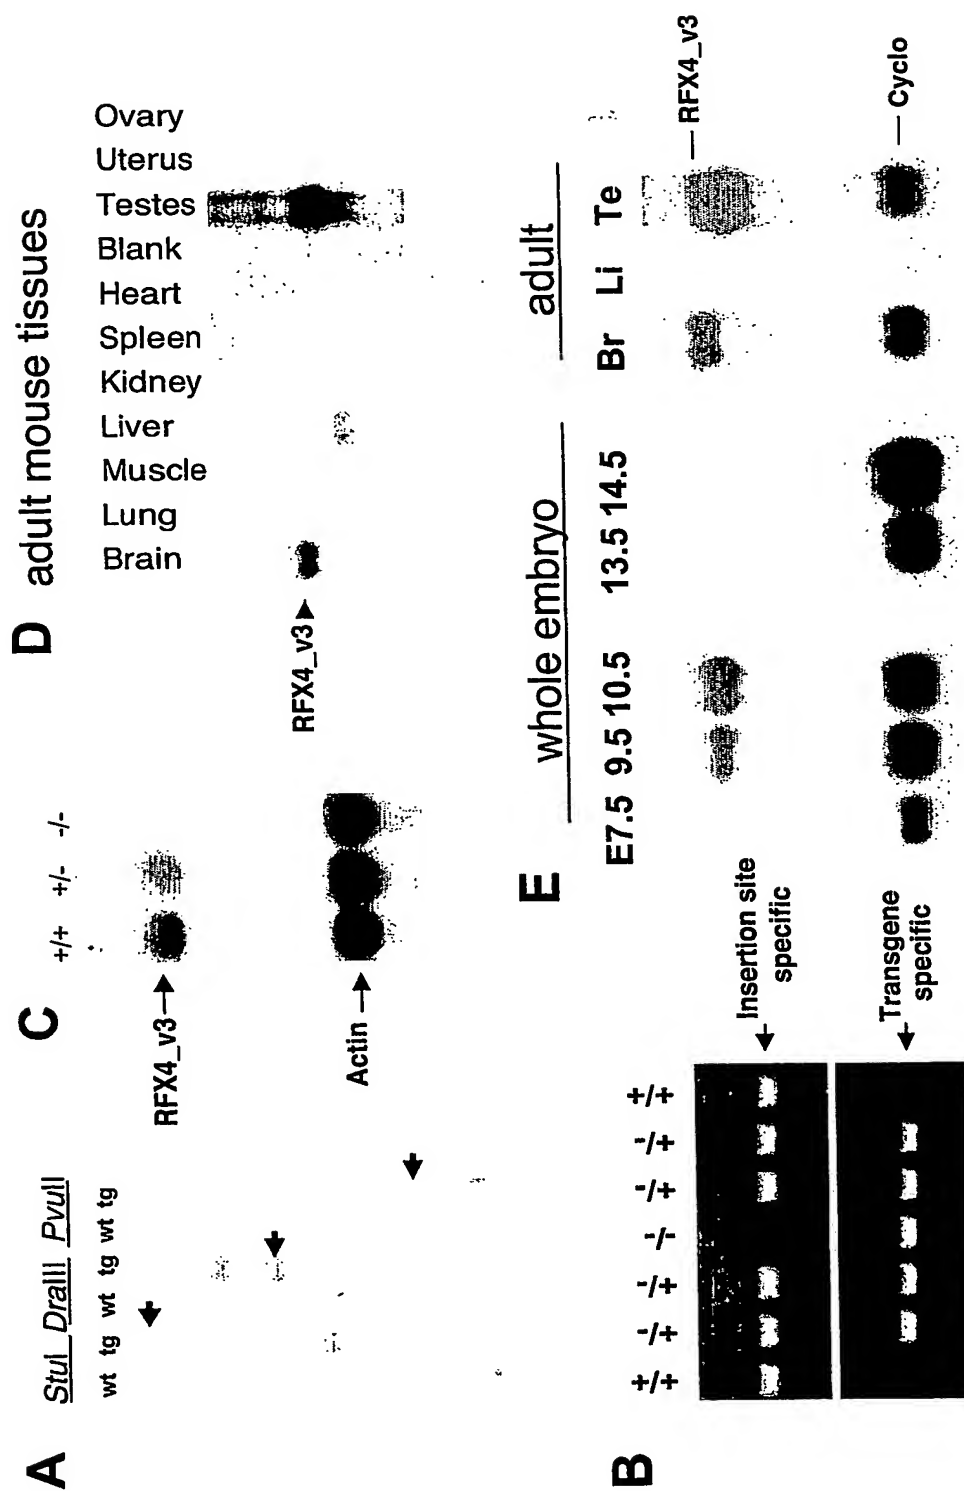 A
StuI DraIII PvuII
wt tg wt tg wt tg
B
+/+ -/+ -/+ -/- -/+ -/+ +/+
Insertion site
specific
Transgene
specific
C
+/+ +/- -/-
RFX4_v3
Actin
D adult mouse tissues
Brain
Lung
Muscle
Liver
Kidney
Spleen
Heart
Blank
Testes
Uterus
Ovary
RFX4_v3
E
whole embryo adult
E7.5 9.5 10.5 13.5 14.5 Br Li Te
RFX4_v3
Cyclo